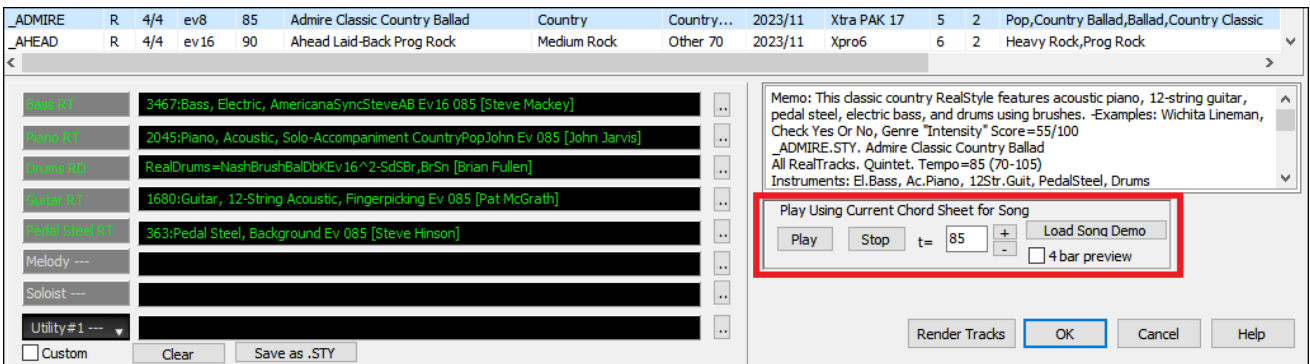 _ADMIRE R 4/4 ev8 85 Admire Classic Country Ballad Country Country... 2023/11 Xtra PAK 17 5 2 Pop,Country Ballad,Ballad,Country Classic
_AHEAD R 4/4 ev16 90 Ahead Laid-Back Prog Rock Medium Rock Other 70 2023/11 Xpro6 6 2 Heavy Rock,Prog Rock
Bass RT 3467:Bass, Electric, AmericanaSyncSteveAB Ev16 085 [Steve Mackey] ..
Piano RT 2045:Piano, Acoustic, Solo-Accompaniment CountryPopJohn Ev 085 [John Jarvis] ..
Drums RD RealDrums=NashBrushBalDbKEv16^2-SdSBr,BrSn [Brian Fullen] ..
Guitar RT 1680:Guitar, 12-String Acoustic, Fingerpicking Ev 085 [Pat McGrath] ..
Pedal Steel RT 363:Pedal Steel, Background Ev 085 [Steve Hinson] ..
Melody --- ..
Soloist --- ..
Utility#1 --- ..
Custom Clear Save as .STY
Memo: This classic country RealStyle features acoustic piano, 12-string guitar,
pedal steel, electric bass, and drums using brushes. -Examples: Wichita Lineman,
Check Yes Or No, Genre "Intensity" Score=55/100
_ADMIRE.STY. Admire Classic Country Ballad
All RealTracks. Quintet. Tempo=85 (70-105)
Instruments: El.Bass, Ac.Piano, 12Str.Guit, PedalSteel, Drums
Play Using Current Chord Sheet for Song
Play Stop t= 85 + - Load Song Demo
4 bar preview
Render Tracks OK Cancel Help